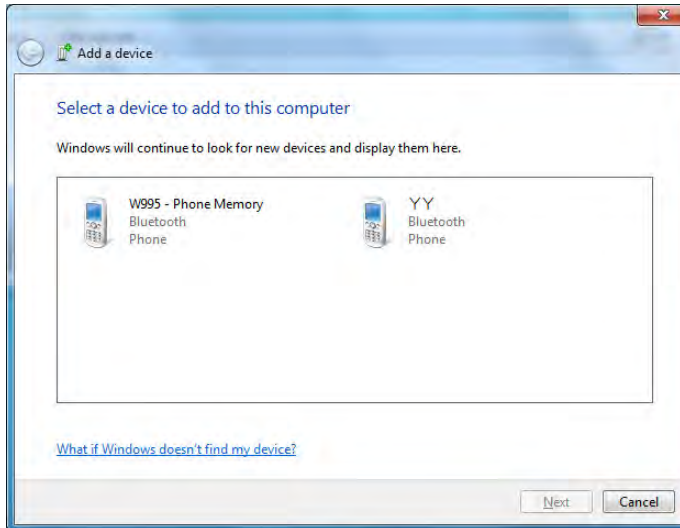 Add a device
Select a device to add to this computer
Windows will continue to look for new devices and display them here.
W995 - Phone Memory
Bluetooth
Phone
YY
Bluetooth
Phone
What if Windows doesn't find my device?
Next
Cancel